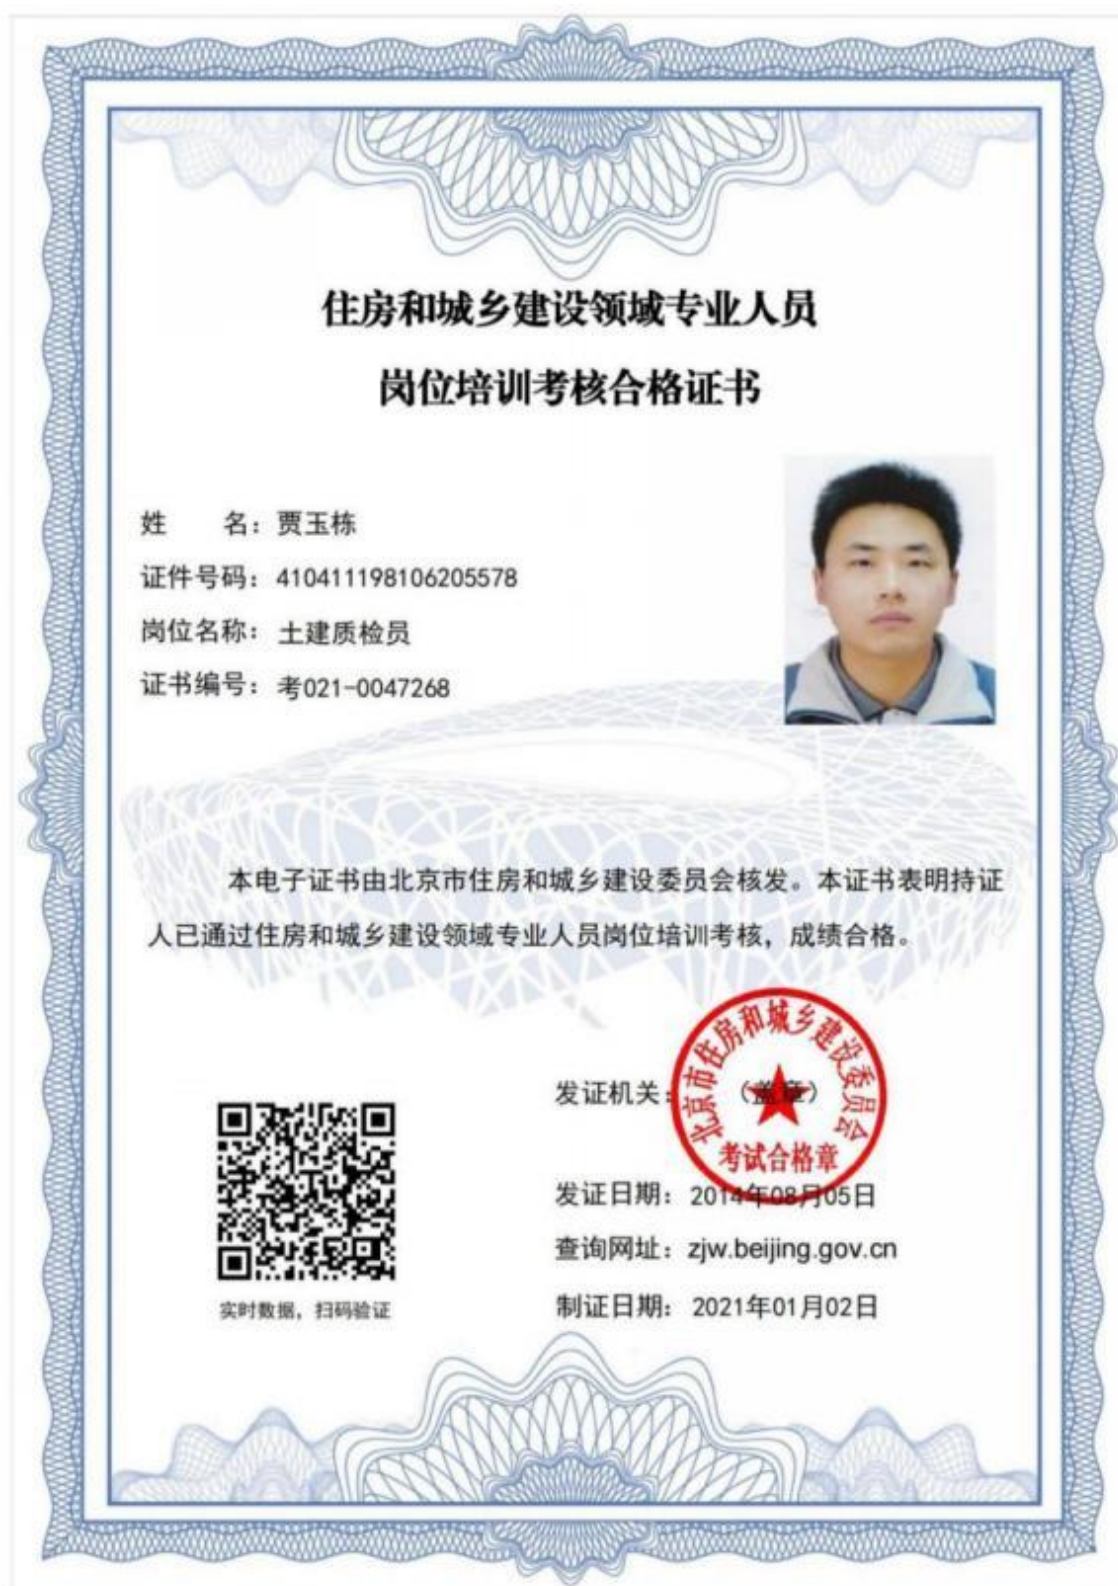 住房和城乡建设领域专业人员
岗位培训考核合格证书
姓 名：贾玉栋
证件号码：410411198106205578
岗位名称：土建质检员
证书编号：考021-0047268
本电子证书由北京市住房和城乡建设委员会核发。本证书表明持证
人已通过住房和城乡建设领域专业人员岗位培训考核，成绩合格。
发证机关：（盖章）
北京市住房和城乡建设委员会
考试合格章
发证日期：2014年08月05日
查询网址：zjw.beijing.gov.cn
制证日期：2021年01月02日
实时数据，扫码验证